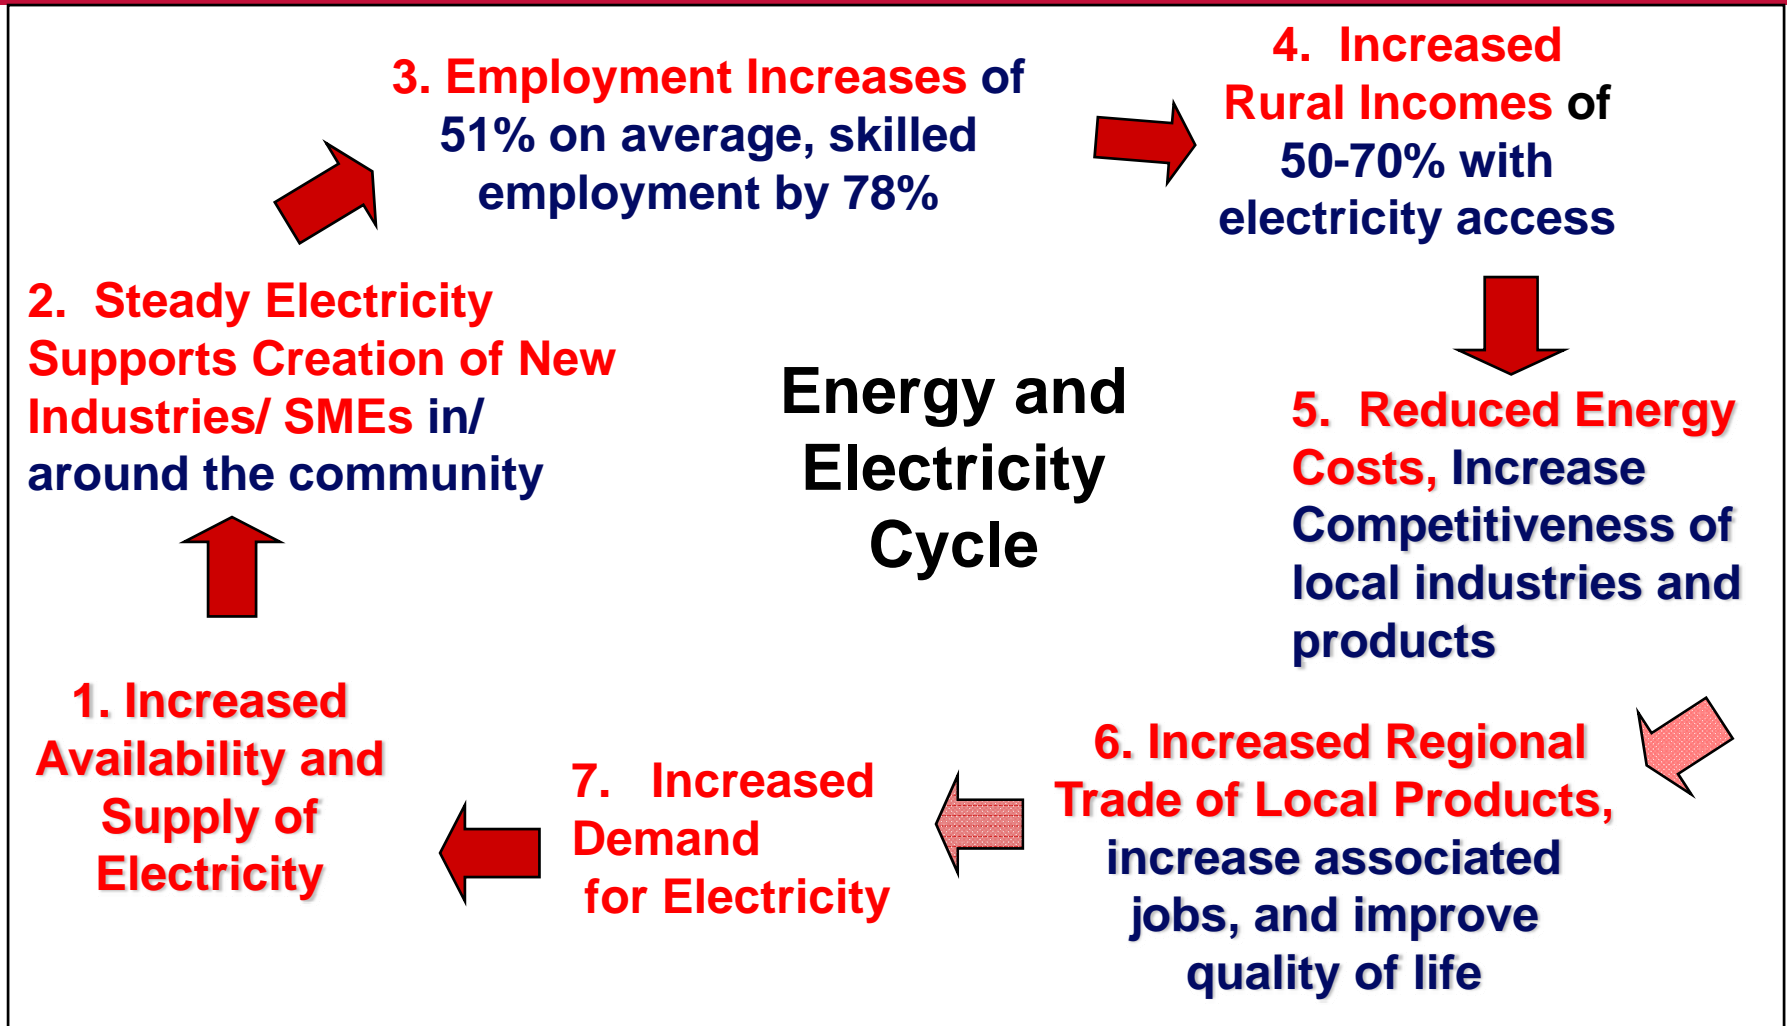 3. Employment Increases of
51% on average, skilled
employment by 78%
4. Increased
Rural Incomes of
50-70% with
electricity access
2. Steady Electricity
Supports Creation of New
Industries/ SMEs in/
around the community
Energy and
Electricity
Cycle
5. Reduced Energy
Costs, Increase
Competitiveness of
local industries and
products
1. Increased
Availability and
Supply of
Electricity
7. Increased
Demand
for Electricity
6. Increased Regional
Trade of Local Products,
increase associated
jobs, and improve
quality of life